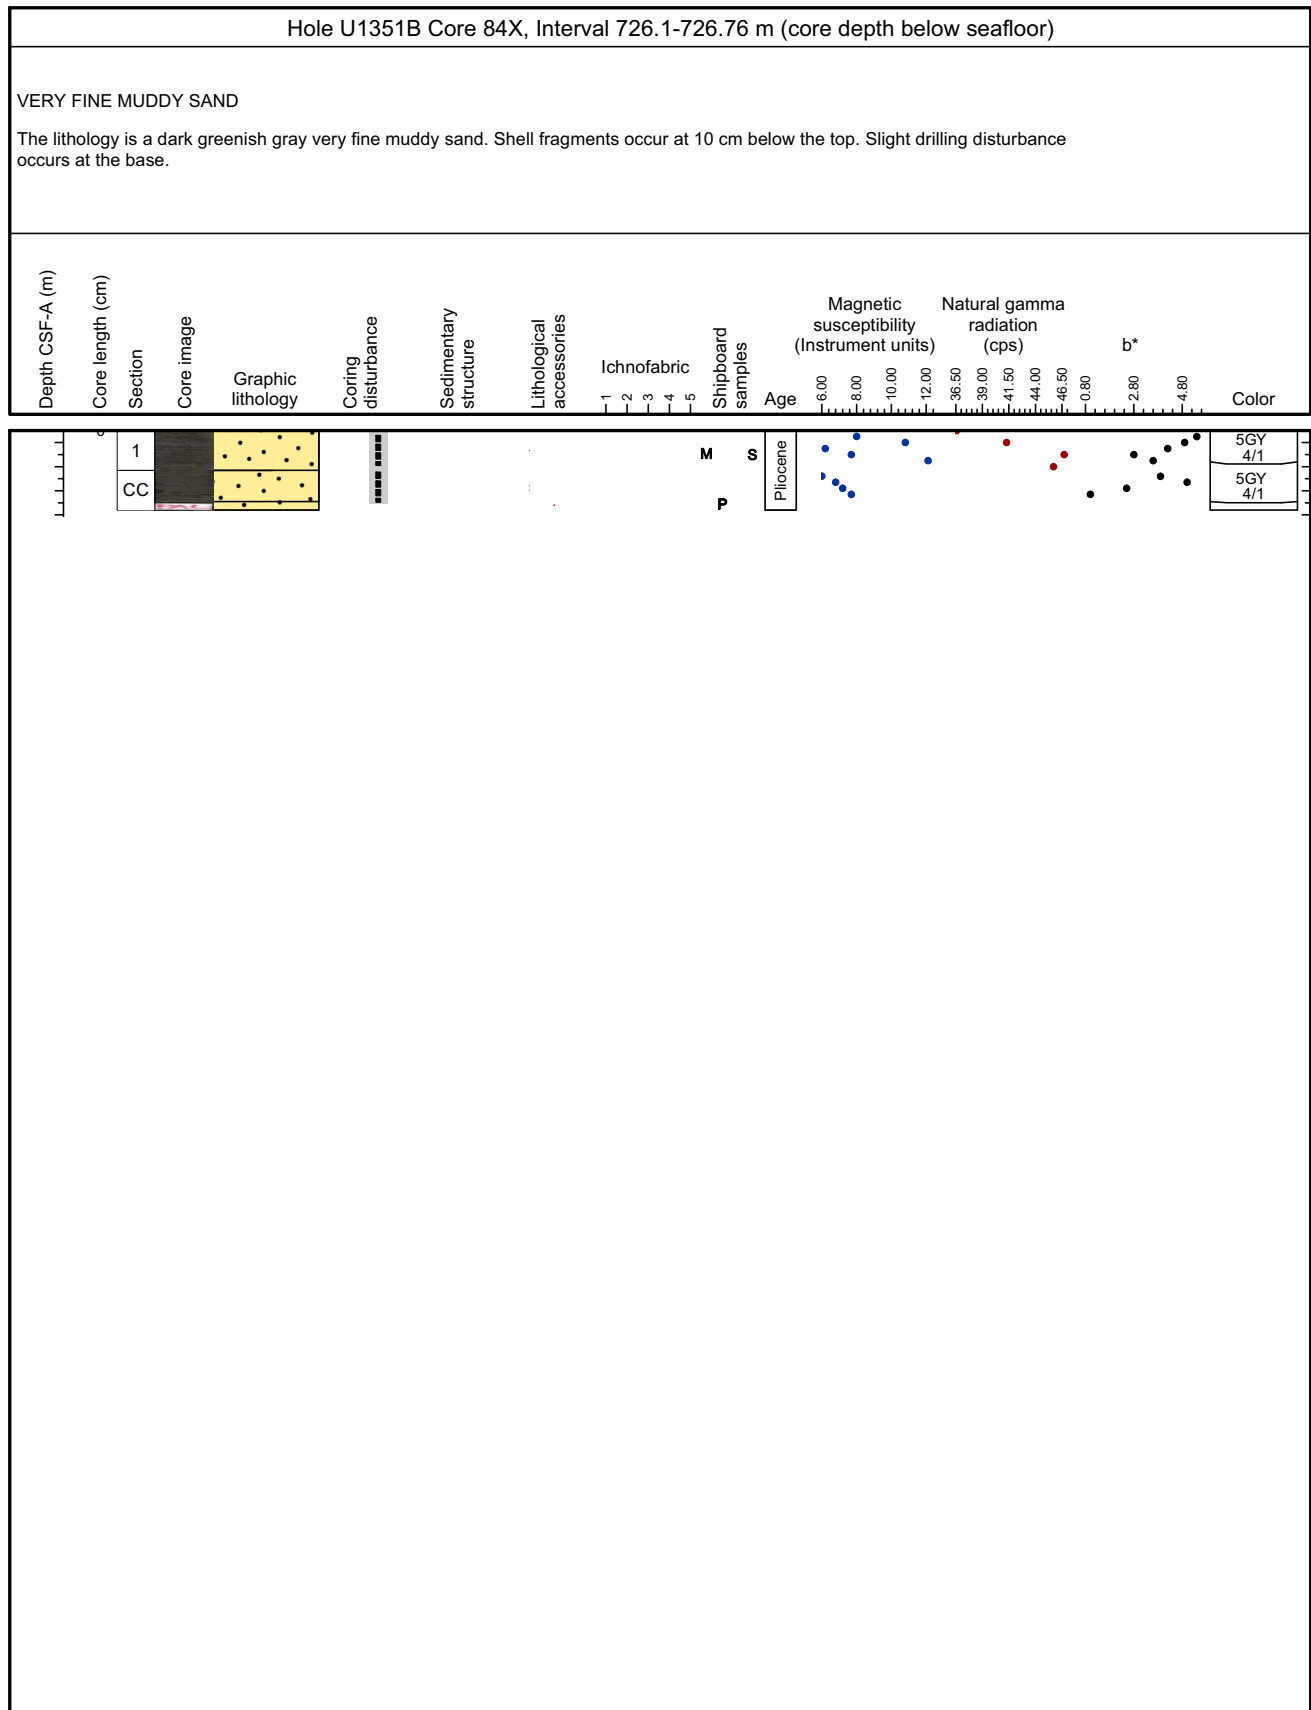 Hole U1351B Core 84X, Interval 726.1-726.76 m (core depth below seafloor)
VERY FINE MUDDY SAND
The lithology is a dark greenish gray very fine muddy sand. Shell fragments occur at 10 cm below the top. Slight drilling disturbance
occurs at the base.
Depth CSF-A (m)
Core length (cm)
Section
Core image
Graphic
lithology
Coring
disturbance
Sedimentary
structure
Lithological
accessories
Ichnofabric
1 2 3 4 5
Shipboard
samples
Age
Magnetic
susceptibility
(Instrument units)
6.00 8.00 10.00 12.00
Natural gamma
radiation
(cps)
36.50 39.00 41.50 44.00 46.50
b*
0.80 2.80 4.80
Color
1
CC
M
S
P
Pliocene
5GY
4/1
5GY
4/1